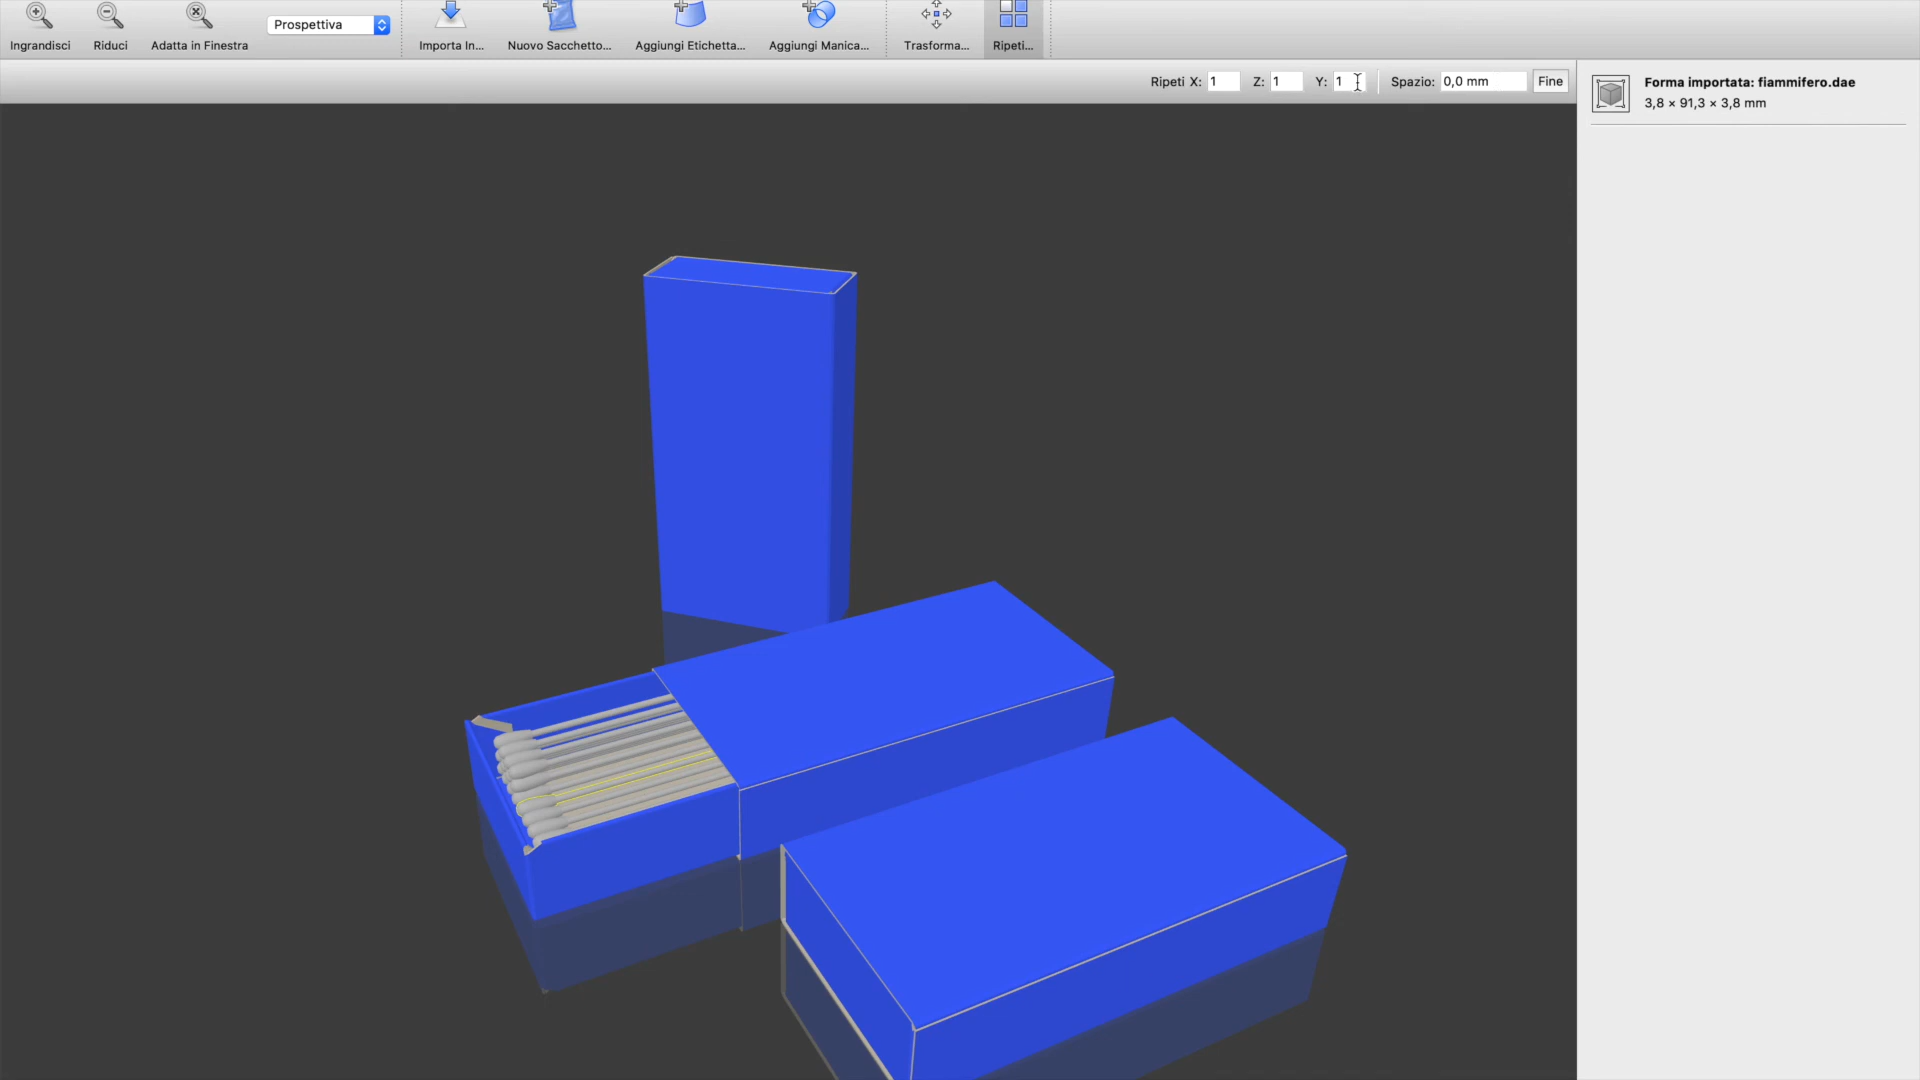 Ingrandisci Riduci Adatta in Finestra Prospettiva Importa In... Nuovo Sacchetto... Aggiungi Etichetta... Aggiungi Manica... Trasforma... Ripeti...
Ripeti X: 1 Z: 1 Y: 1 Spazio: 0,0 mm Fine
Forma importata: fiammifero.dae
3,8 × 91,3 × 3,8 mm